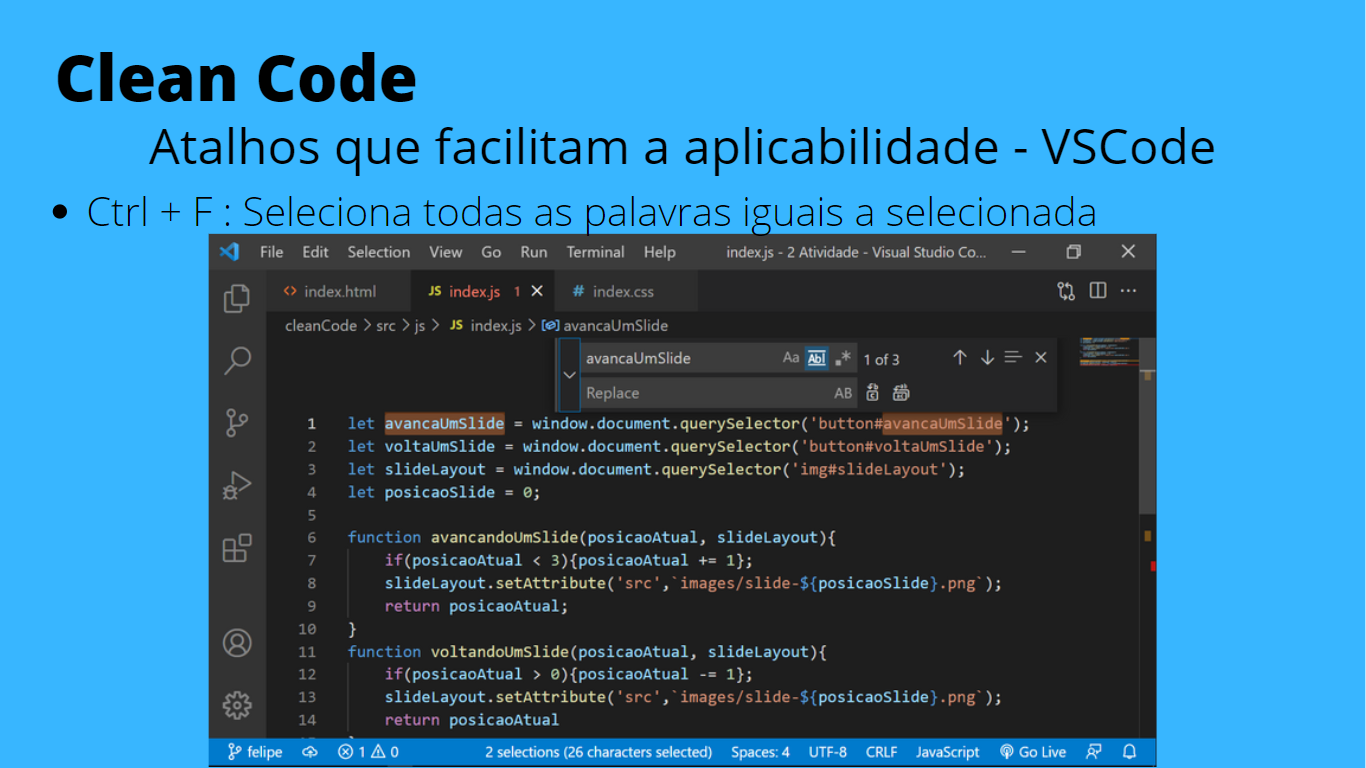 Clean Code
Atalhos que facilitam a aplicabilidade - VSCode
• Ctrl + F : Seleciona todas as palavras iguais a selecionada
File Edit Selection View Go Run Terminal Help index.js - 2 Atividade - Visual Studio Co...
<> index.html JS index.js 1 # index.css
cleanCode > src > js > JS index.js > avancaUmSlide
avancaUmSlide Aa Abl .* 1 of 3
Replace AB
1 let avancaUmSlide = window.document.querySelector('button#avancaUmSlide');
2 let voltaUmSlide = window.document.querySelector('button#voltaUmSlide');
3 let slideLayout = window.document.querySelector('img#slideLayout');
4 let posicaoSlide = 0;
5
6 function avancandoUmSlide(posicaoAtual, slideLayout){
7 if(posicaoAtual < 3){posicaoAtual += 1};
8 slideLayout.setAttribute('src',`images/slide-${posicaoSlide}.png`);
9 return posicaoAtual;
10 }
11 function voltandoUmSlide(posicaoAtual, slideLayout){
12 if(posicaoAtual > 0){posicaoAtual -= 1};
13 slideLayout.setAttribute('src',`images/slide-${posicaoSlide}.png`);
14 return posicaoAtual
felipe 1 0 2 selections (26 characters selected) Spaces: 4 UTF-8 CRLF JavaScript Go Live